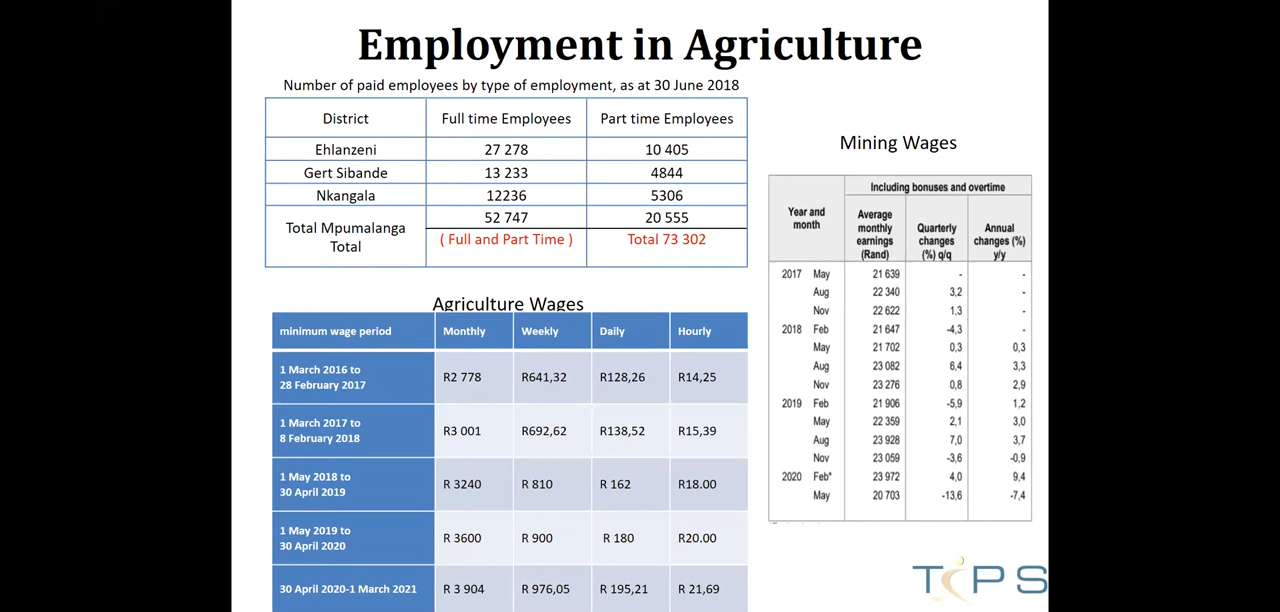 Employment in Agriculture
Number of paid employees by type of employment, as at 30 June 2018
District Full time Employees Part time Employees
Ehlanzeni 27 278 10 405
Gert Sibande 13 233 4844
Nkangala 12236 5306
Total Mpumalanga Total 52 747 20 555
( Full and Part Time ) Total 73 302
Agriculture Wages
minimum wage period Monthly Weekly Daily Hourly
1 March 2016 to
28 February 2017 R2 778 R641,32 R128,26 R14,25
1 March 2017 to
8 February 2018 R3 001 R692,62 R138,52 R15,39
1 May 2018 to
30 April 2019 R 3240 R 810 R 162 R18.00
1 May 2019 to
30 April 2020 R 3600 R 900 R 180 R20.00
30 April 2020-1 March 2021 R 3 904 R 976,05 R 195,21 R 21,69
Mining Wages
Including bonuses and overtime
Year and month Average monthly earnings (Rand) Quarterly changes (%) q/q Annual changes (%) y/y
2017 May 21 639 - -
Aug 22 340 3,2 -
Nov 22 622 1,3 -
2018 Feb 21 647 -4,3 -
May 21 702 0,3 0,3
Aug 23 082 6,4 3,3
Nov 23 276 0,8 2,9
2019 Feb 21 906 -5,9 1,2
May 22 359 2,1 3,0
Aug 23 928 7,0 3,7
Nov 23 059 -3,6 -0,9
2020 Feb* 23 972 4,0 9,4
May 20 703 -13,6 -7,4
TIPS